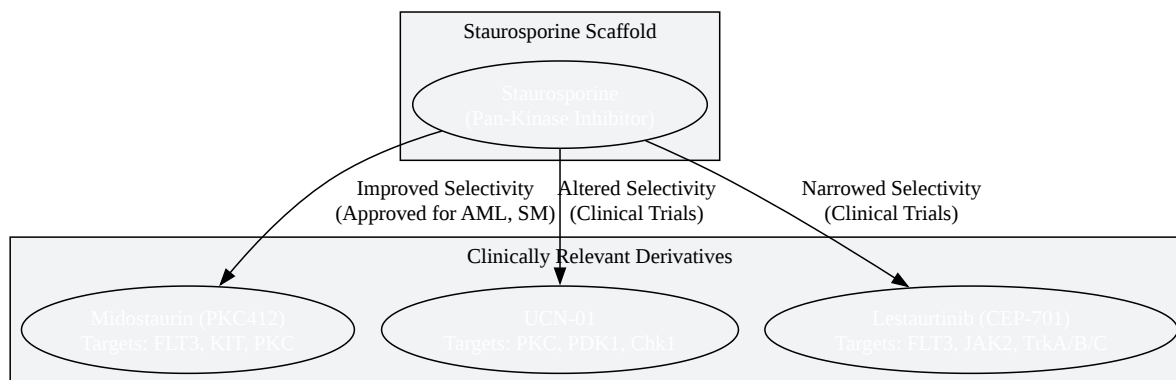 Staurosporine Scaffold
Staurosporine
(Pan-Kinase Inhibitor)
Improved Selectivity
(Approved for AML, SM)
Altered Selectivity
(Clinical Trials)
Narrowed Selectivity
(Clinical Trials)
Clinically Relevant Derivatives
Midostaurin (PKC412)
Targets: FLT3, KIT, PKC
UCN-01
Targets: PKC, PDK1, Chk1
Lestaurtinib (CEP-701)
Targets: FLT3, JAK2, TrkA/B/C